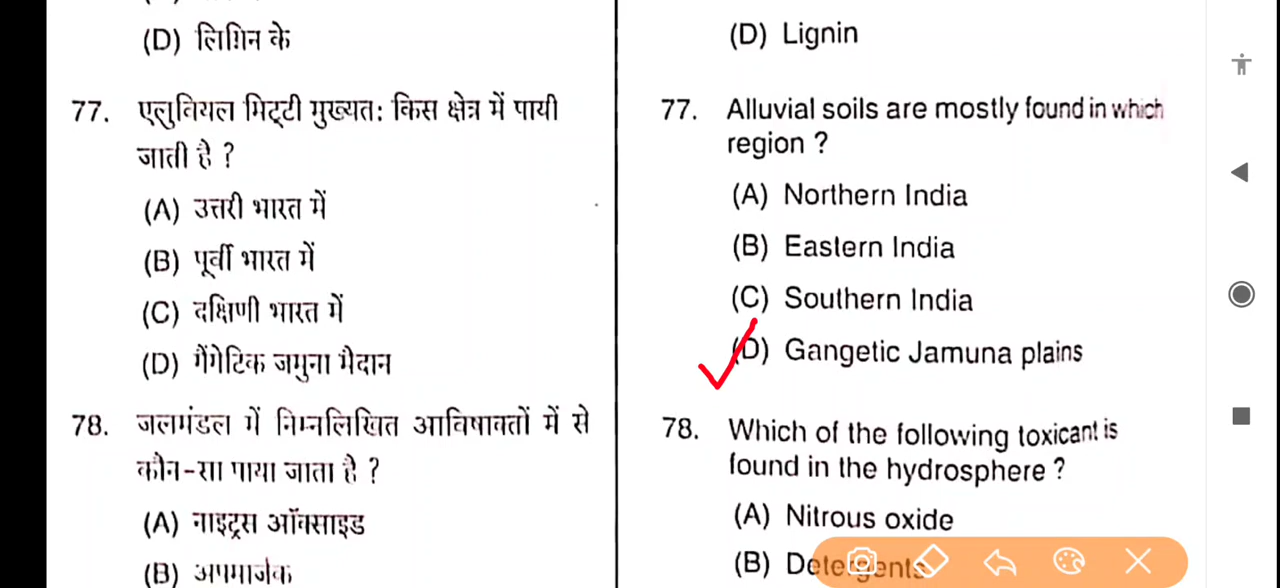 (D) लिग्निन के
77. एलुवियल मिट्टी मुख्यत: किस क्षेत्र में पायी
जाती है ?
(A) उत्तरी भारत में
(B) पूर्वी भारत में
(C) दक्षिणी भारत में
(D) गैंगेटिक जमुना मैदान
78. जलमंडल में निम्नलिखित आविषाक्तों में से
कौन-सा पाया जाता है ?
(A) नाइट्रस ऑक्साइड
(B) अपमार्जक
(D) Lignin
77. Alluvial soils are mostly found in which
region ?
(A) Northern India
(B) Eastern India
(C) Southern India
(D) Gangetic Jamuna plains
78. Which of the following toxicant is
found in the hydrosphere ?
(A) Nitrous oxide
(B) Detergents